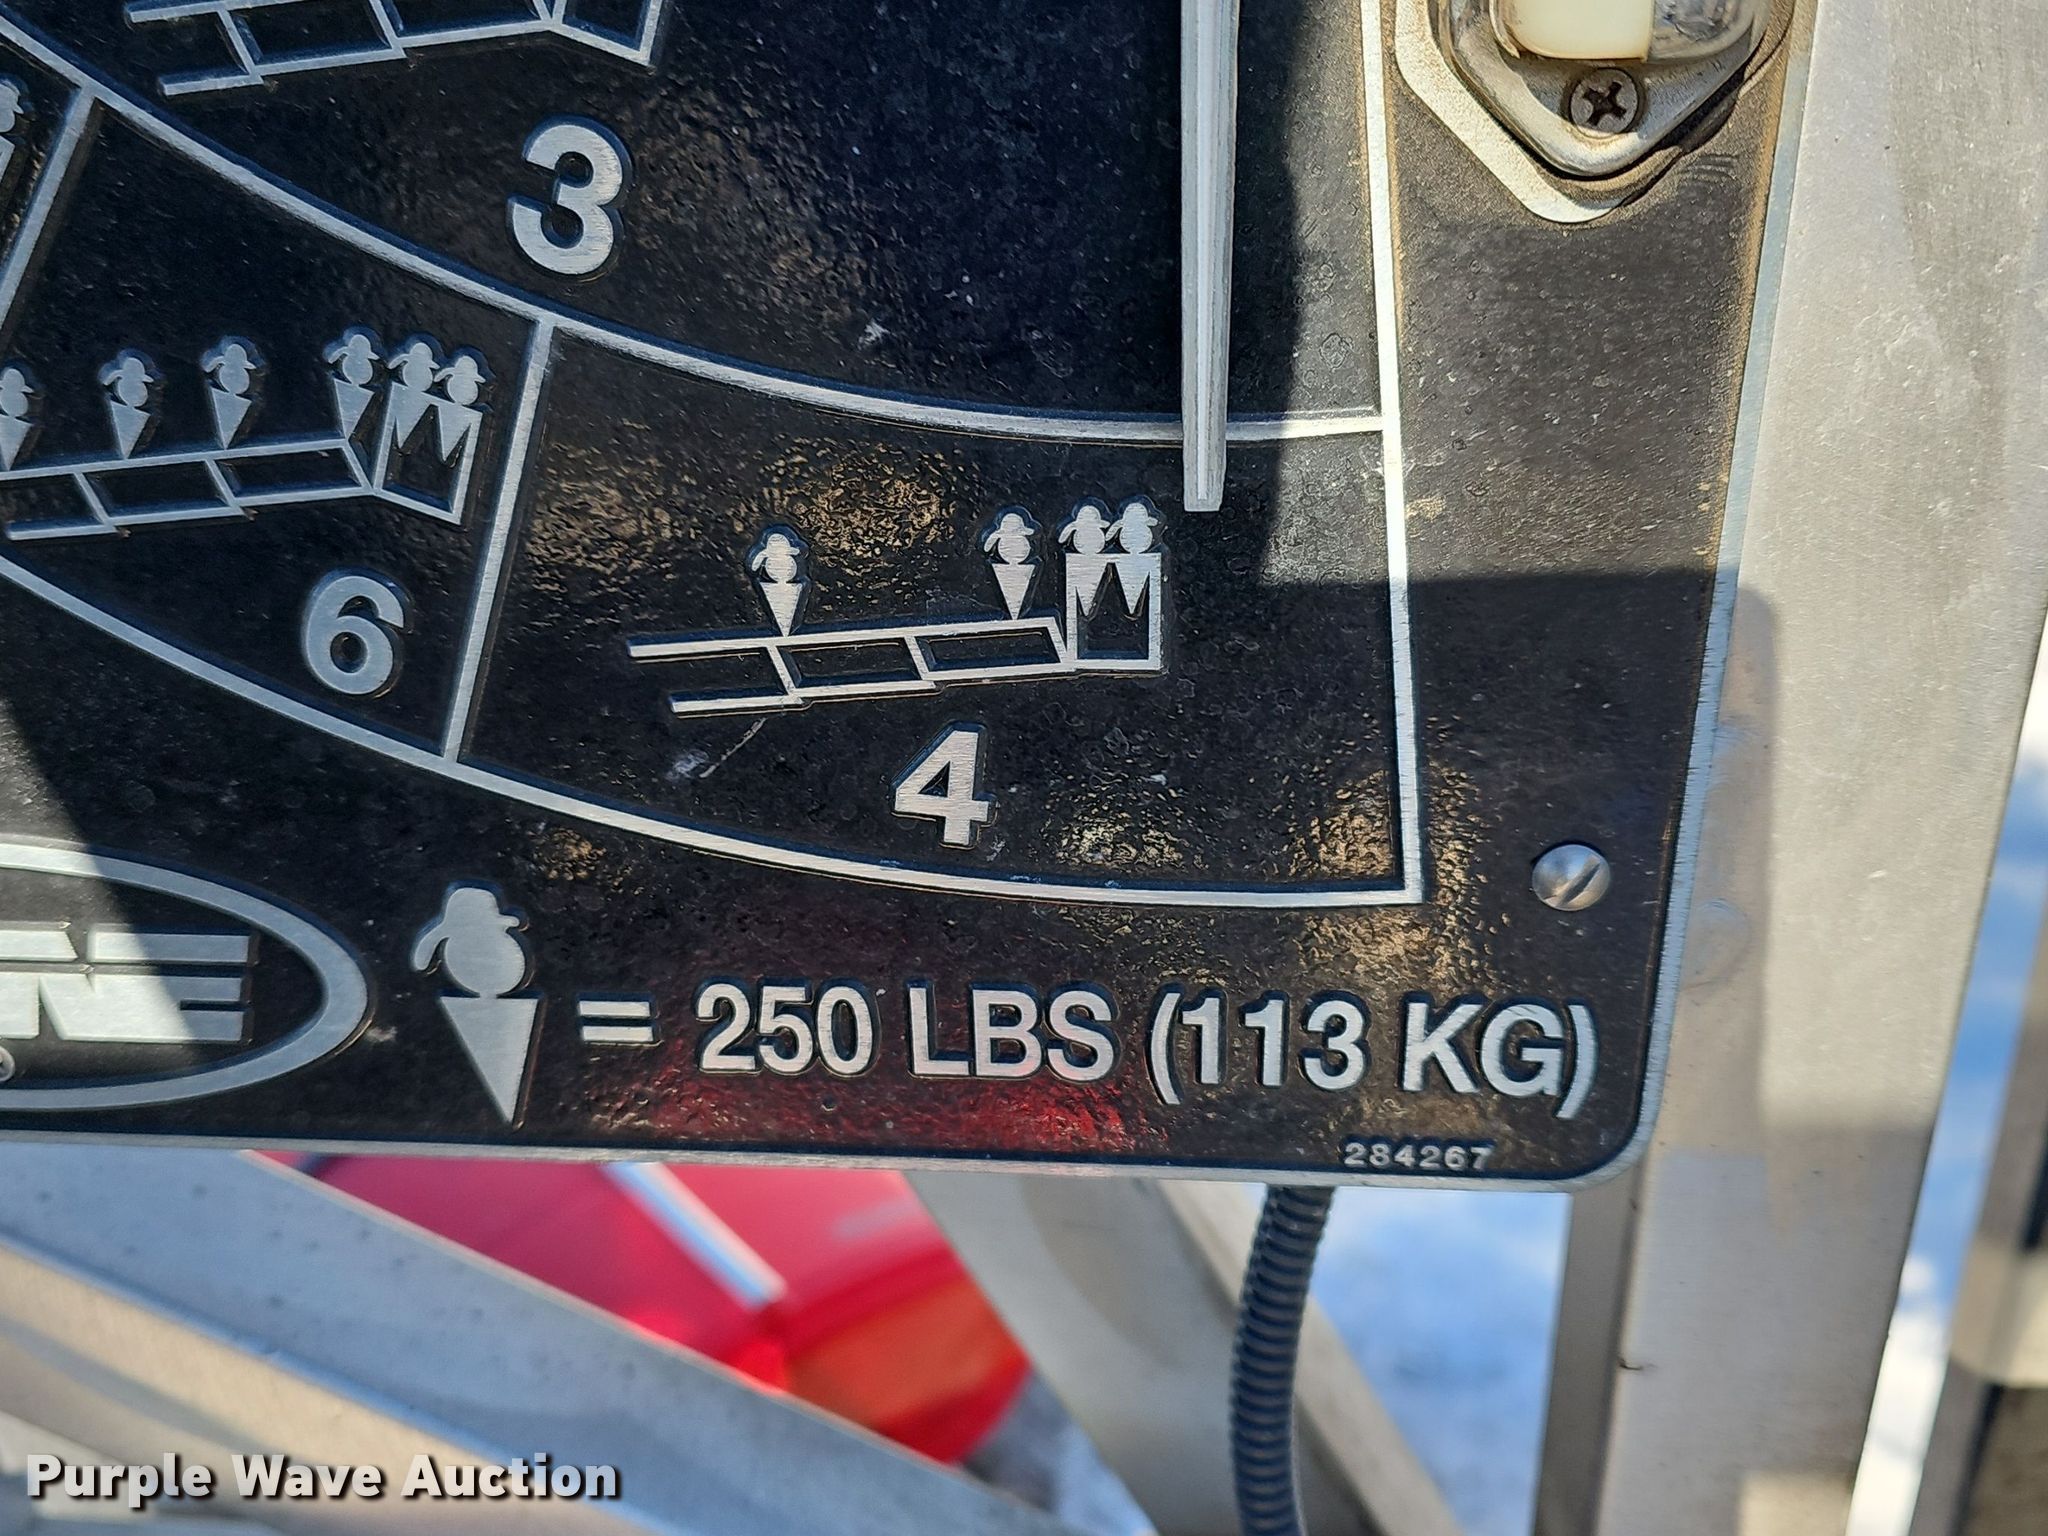 3
6
4
= 250 LBS (113 KG)
284267
Purple Wave Auction